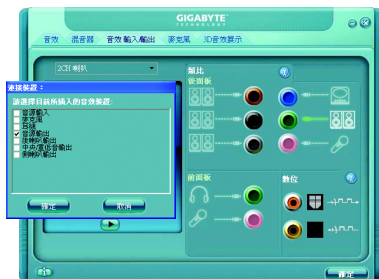 GIGABYTE
TECHNOLOGY
音效 混音器 音效 輸入/輸出 麥克風 3D音效展示
2CH 喇叭
類比
後面板
連接裝置：
請選擇目前所插入的音效裝置:
音源輸入
麥克風
耳機
音源輸出
後喇叭輸出
中央/重低音輸出
側喇叭輸出
確定 取消
前面板
數位
確定